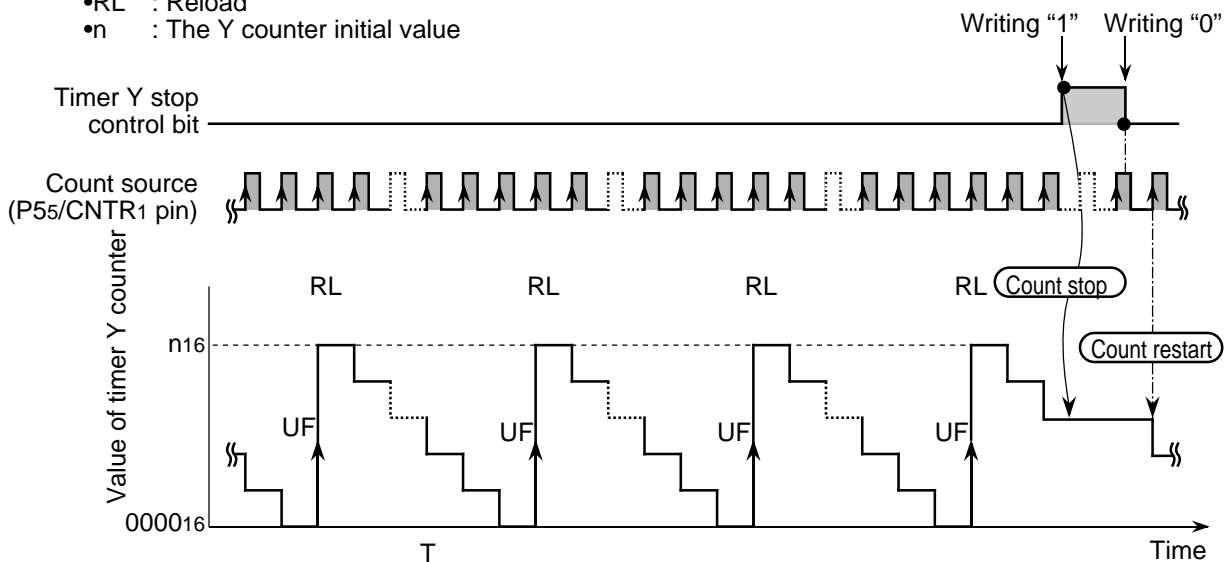 •RL : Reload
•n : The Y counter initial value
Writing “1” Writing “0”
Timer Y stop
control bit
Count source
(P55/CNTR1 pin)
Value of timer Y counter
RL RL RL RL Count stop
n16
Count restart
UF UF UF UF
000016
T
Time